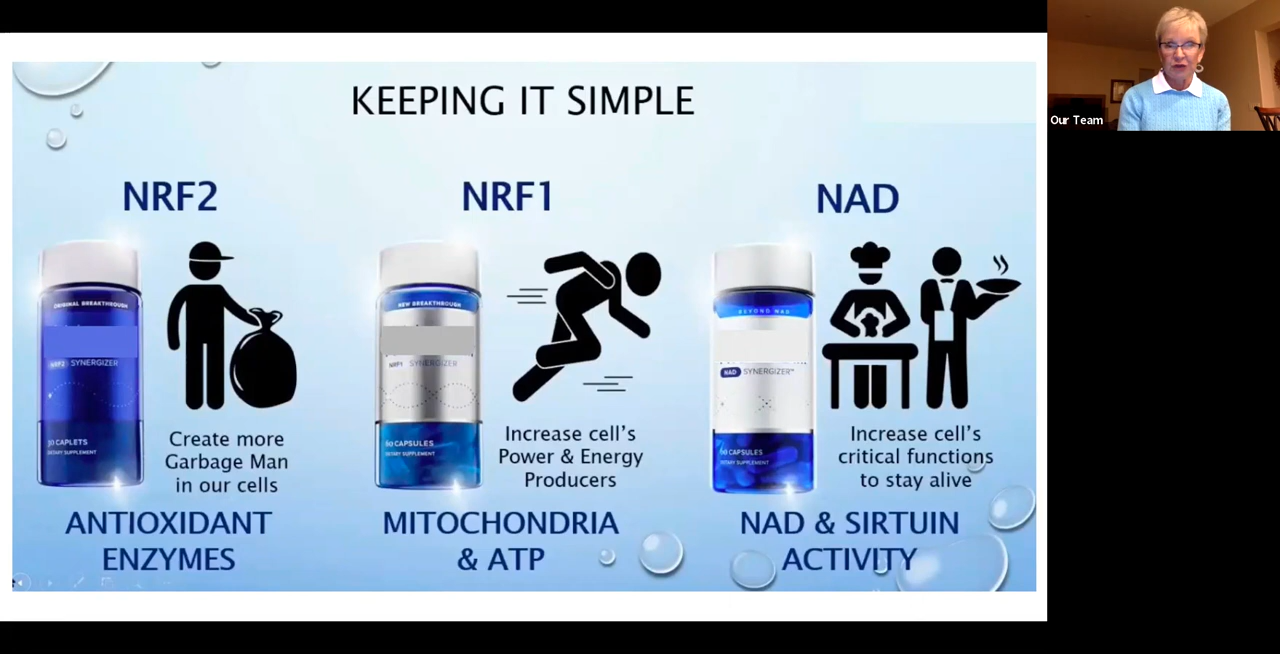 KEEPING IT SIMPLE
NRF2
NRF1
NAD
ORIGINAL BREAKTHROUGH
NRF2 SYNERGIZER
30 CAPLETS
DIETARY SUPPLEMENT
Create more
Garbage Man
in our cells
ANTIOXIDANT
ENZYMES
NEW BREAKTHROUGH
NRF1 SYNERGIZER
60 CAPSULES
DIETARY SUPPLEMENT
Increase cell's
Power & Energy
Producers
MITOCHONDRIA
& ATP
BEYOND NAD
NAD SYNERGIZER™
60 CAPSULES
DIETARY SUPPLEMENT
Increase cell's
critical functions
to stay alive
NAD & SIRTUIN
ACTIVITY
Our Team